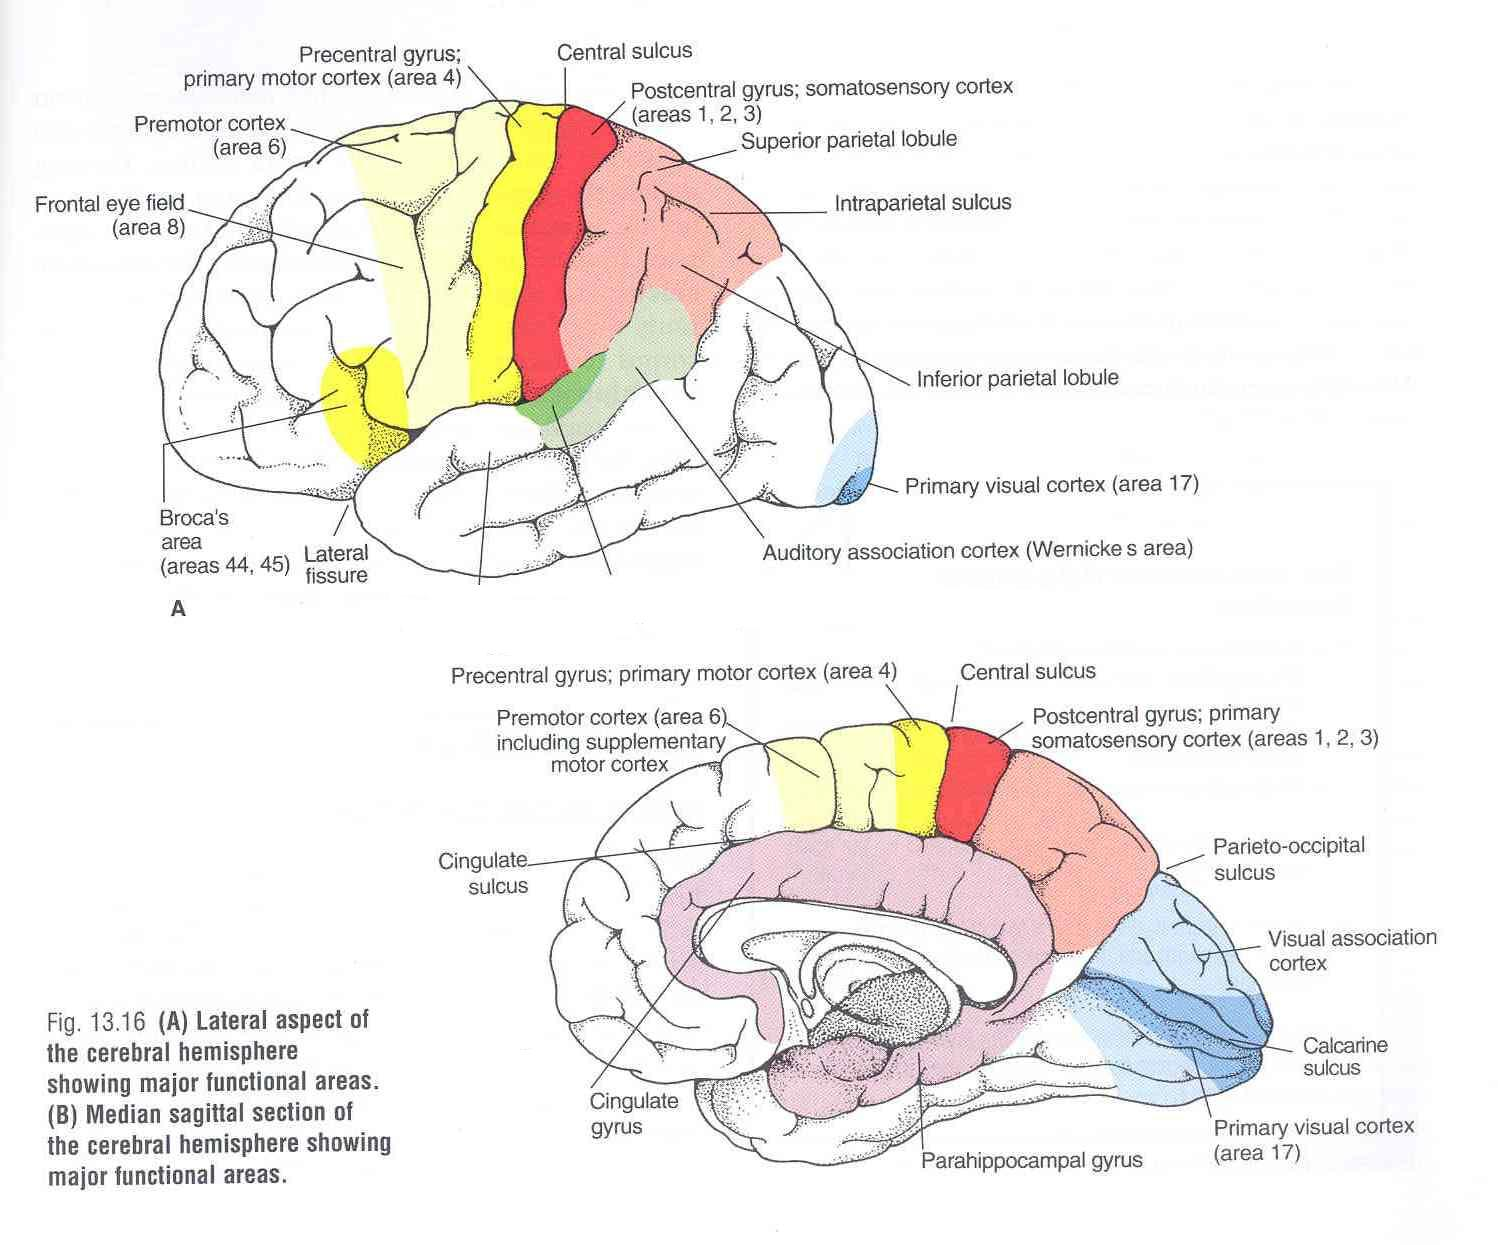 Precentral gyrus;
primary motor cortex (area 4)
Central sulcus
Postcentral gyrus; somatosensory cortex
(areas 1, 2, 3)
Premotor cortex
(area 6)
Superior parietal lobule
Frontal eye field
(area 8)
Intraparietal sulcus
Inferior parietal lobule
Primary visual cortex (area 17)
Broca's
area
(areas 44, 45)
Lateral
fissure
Auditory association cortex (Wernicke s area)
A
Precentral gyrus; primary motor cortex (area 4)
Central sulcus
Premotor cortex (area 6)
including supplementary
motor cortex
Postcentral gyrus; primary
somatosensory cortex (areas 1, 2, 3)
Cingulate
sulcus
Parieto-occipital
sulcus
Visual association
cortex
Calcarine
sulcus
Cingulate
gyrus
Primary visual cortex
(area 17)
Parahippocampal gyrus
Fig. 13.16 (A) Lateral aspect of
the cerebral hemisphere
showing major functional areas.
(B) Median sagittal section of
the cerebral hemisphere showing
major functional areas.